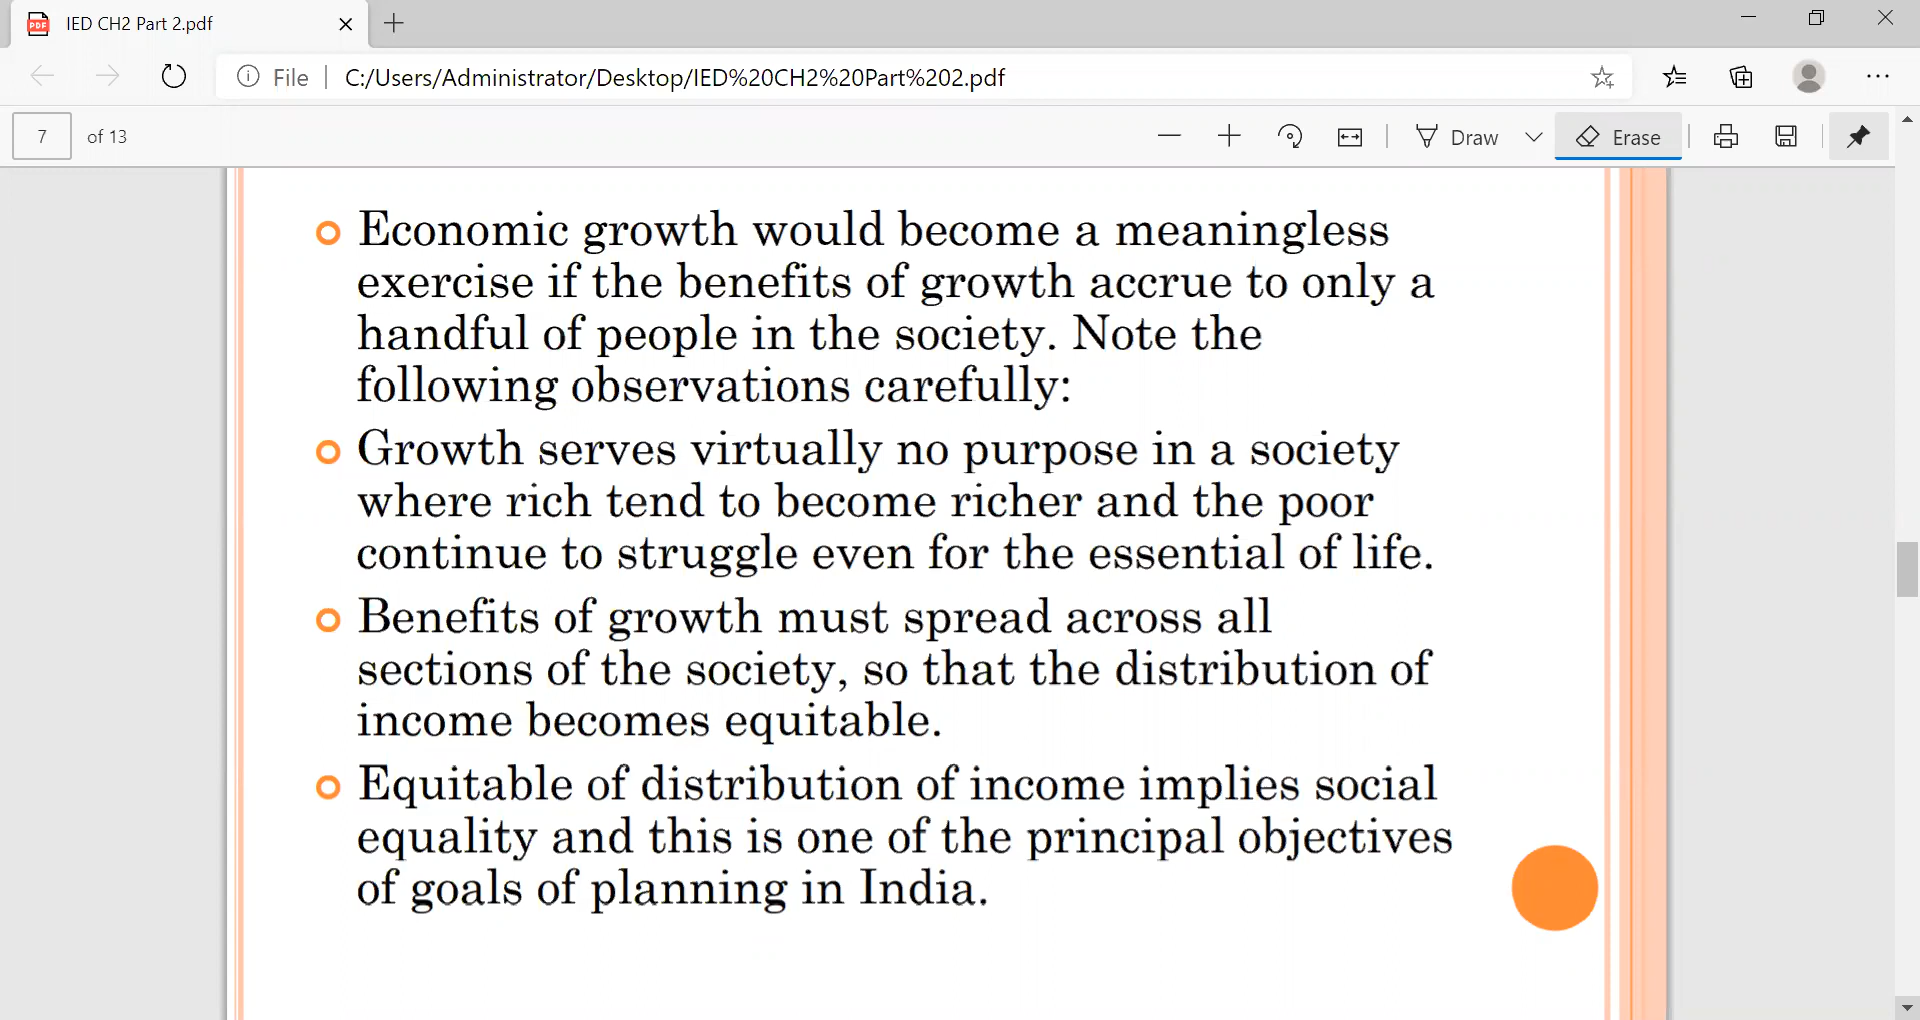 IED CH2 Part 2.pdf
File | C:/Users/Administrator/Desktop/IED%20CH2%20Part%202.pdf
7 of 13 Draw Erase
Economic growth would become a meaningless
exercise if the benefits of growth accrue to only a
handful of people in the society. Note the
following observations carefully:
Growth serves virtually no purpose in a society
where rich tend to become richer and the poor
continue to struggle even for the essential of life.
Benefits of growth must spread across all
sections of the society, so that the distribution of
income becomes equitable.
Equitable of distribution of income implies social
equality and this is one of the principal objectives
of goals of planning in India.